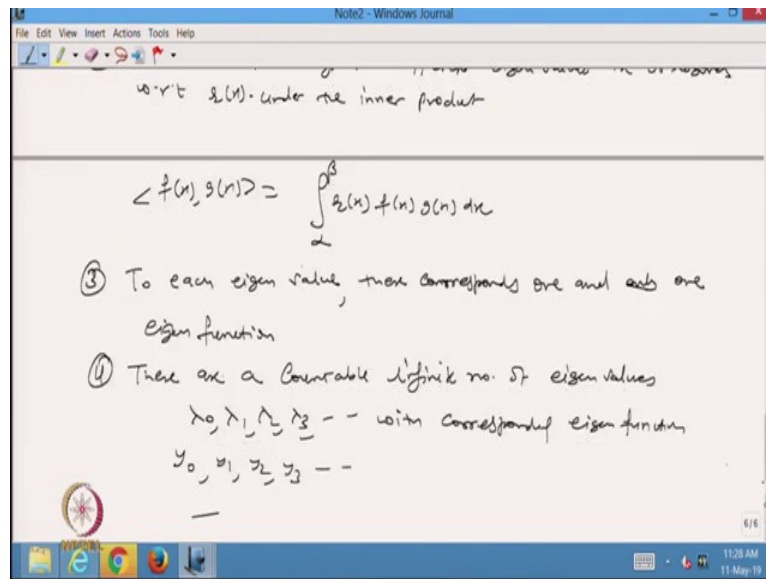 Note2 - Windows Journal
File Edit View Insert Actions Tools Help
w.r.t r(x). under the inner product
< f(x), g(x)> = ∫ r(x) f(x) g(x) dx
β
α
③ To each eigen value, there corresponds one and only one
eigen function
④ There are a Countable infinite no. of eigen values
λ0, λ1, λ2, λ3 -- with corresponding eigen function
y0, y1, y2, y3 --
6/6
NPTEL
11:28 AM
11-May-19